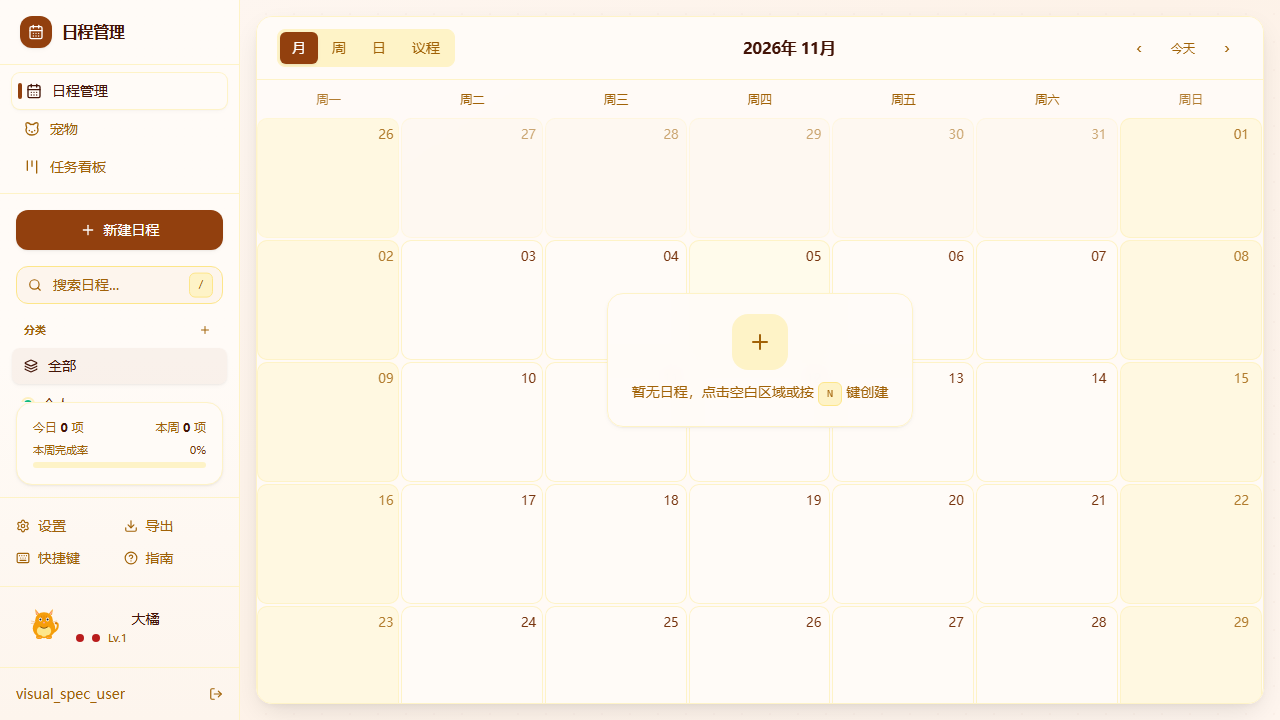 日程管理
日程管理
宠物
任务看板
新建日程
搜索日程... /
分类
全部
今日 0 项 本周 0 项
本周完成率 0%
设置 导出
快捷键 指南
大橘
Lv.1
visual_spec_user
月 周 日 议程
2026年 11月
今天
周一 周二 周三 周四 周五 周六 周日
26 27 28 29 30 31 01
02 03 04 05 06 07 08
09 10 13 14 15
暂无日程，点击空白区域或按 N 键创建
16 17 18 19 20 21 22
23 24 25 26 27 28 29